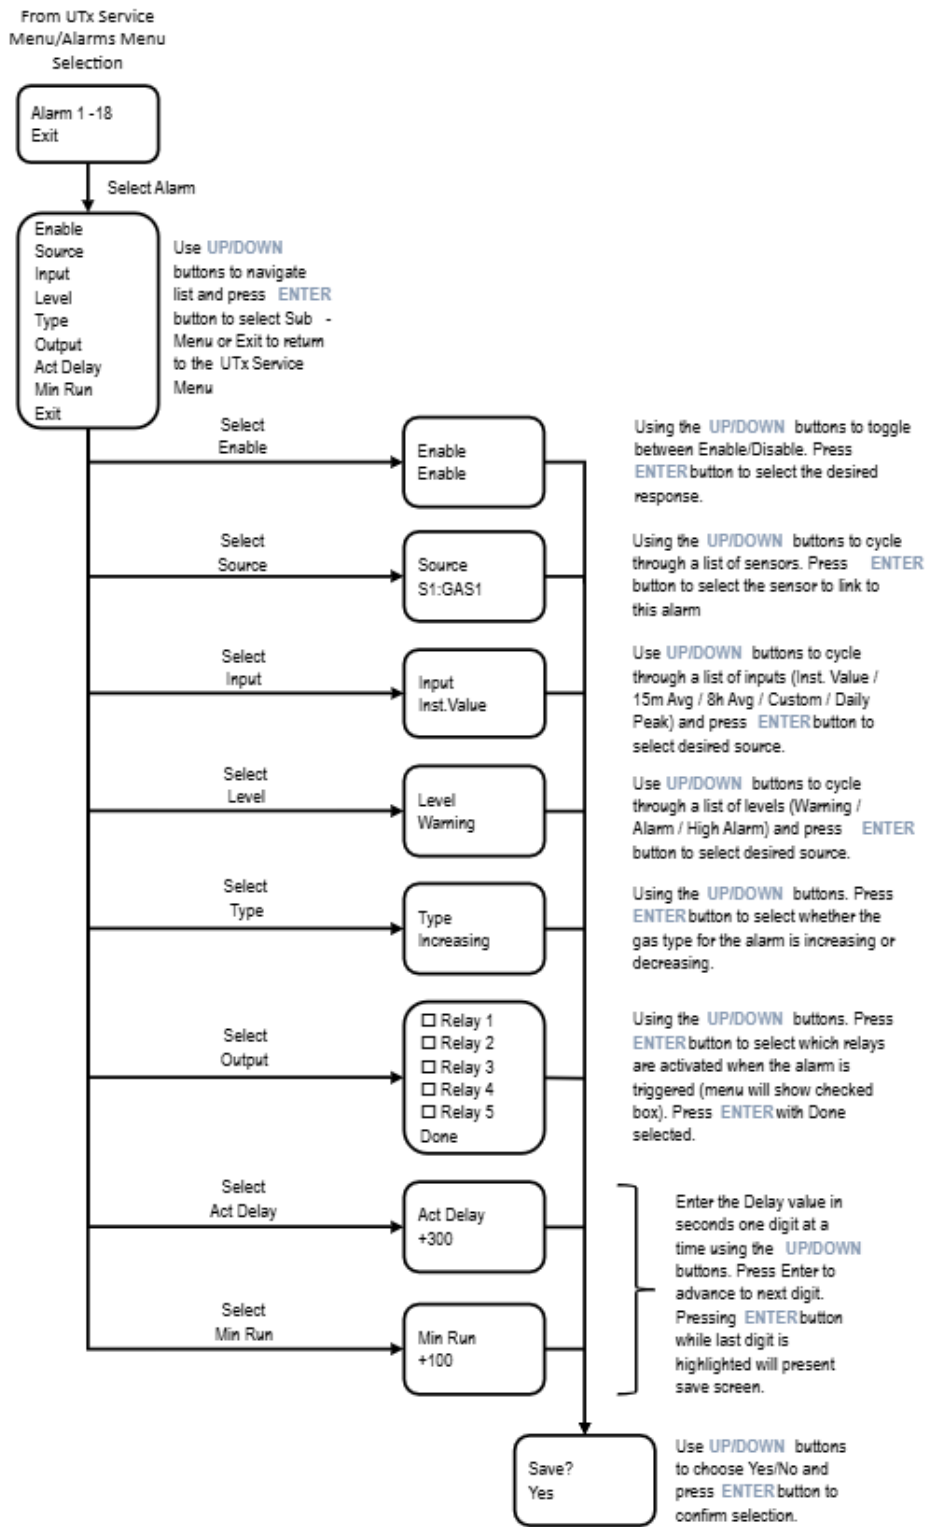 From UTx Service
Menu/Alarms Menu
Selection
Alarm 1 -18
Exit
Select Alarm
Enable
Source
Input
Level
Type
Output
Act Delay
Min Run
Exit
Use UP/DOWN
buttons to navigate
list and press ENTER
button to select Sub -
Menu or Exit to return
to the UTx Service
Menu
Select
Enable
Enable
Enable
Using the UP/DOWN buttons to toggle
between Enable/Disable. Press
ENTER button to select the desired
response.
Select
Source
Source
S1:GAS1
Using the UP/DOWN buttons to cycle
through a list of sensors. Press ENTER
button to select the sensor to link to
this alarm
Select
Input
Input
Inst.Value
Use UP/DOWN buttons to cycle
through a list of inputs (Inst. Value /
15m Avg / 8h Avg / Custom / Daily
Peak) and press ENTER button to
select desired source.
Select
Level
Level
Warning
Use UP/DOWN buttons to cycle
through a list of levels (Warning /
Alarm / High Alarm) and press ENTER
button to select desired source.
Select
Type
Type
Increasing
Using the UP/DOWN buttons. Press
ENTER button to select whether the
gas type for the alarm is increasing or
decreasing.
Select
Output
☐ Relay 1
☐ Relay 2
☐ Relay 3
☐ Relay 4
☐ Relay 5
Done
Using the UP/DOWN buttons. Press
ENTER button to select which relays
are activated when the alarm is
triggered (menu will show checked
box). Press ENTER with Done
selected.
Select
Act Delay
Act Delay
+300
Select
Min Run
Min Run
+100
Enter the Delay value in
seconds one digit at a
time using the UP/DOWN
buttons. Press Enter to
advance to next digit.
Pressing ENTER button
while last digit is
highlighted will present
save screen.
Save?
Yes
Use UP/DOWN buttons
to choose Yes/No and
press ENTER button to
confirm selection.